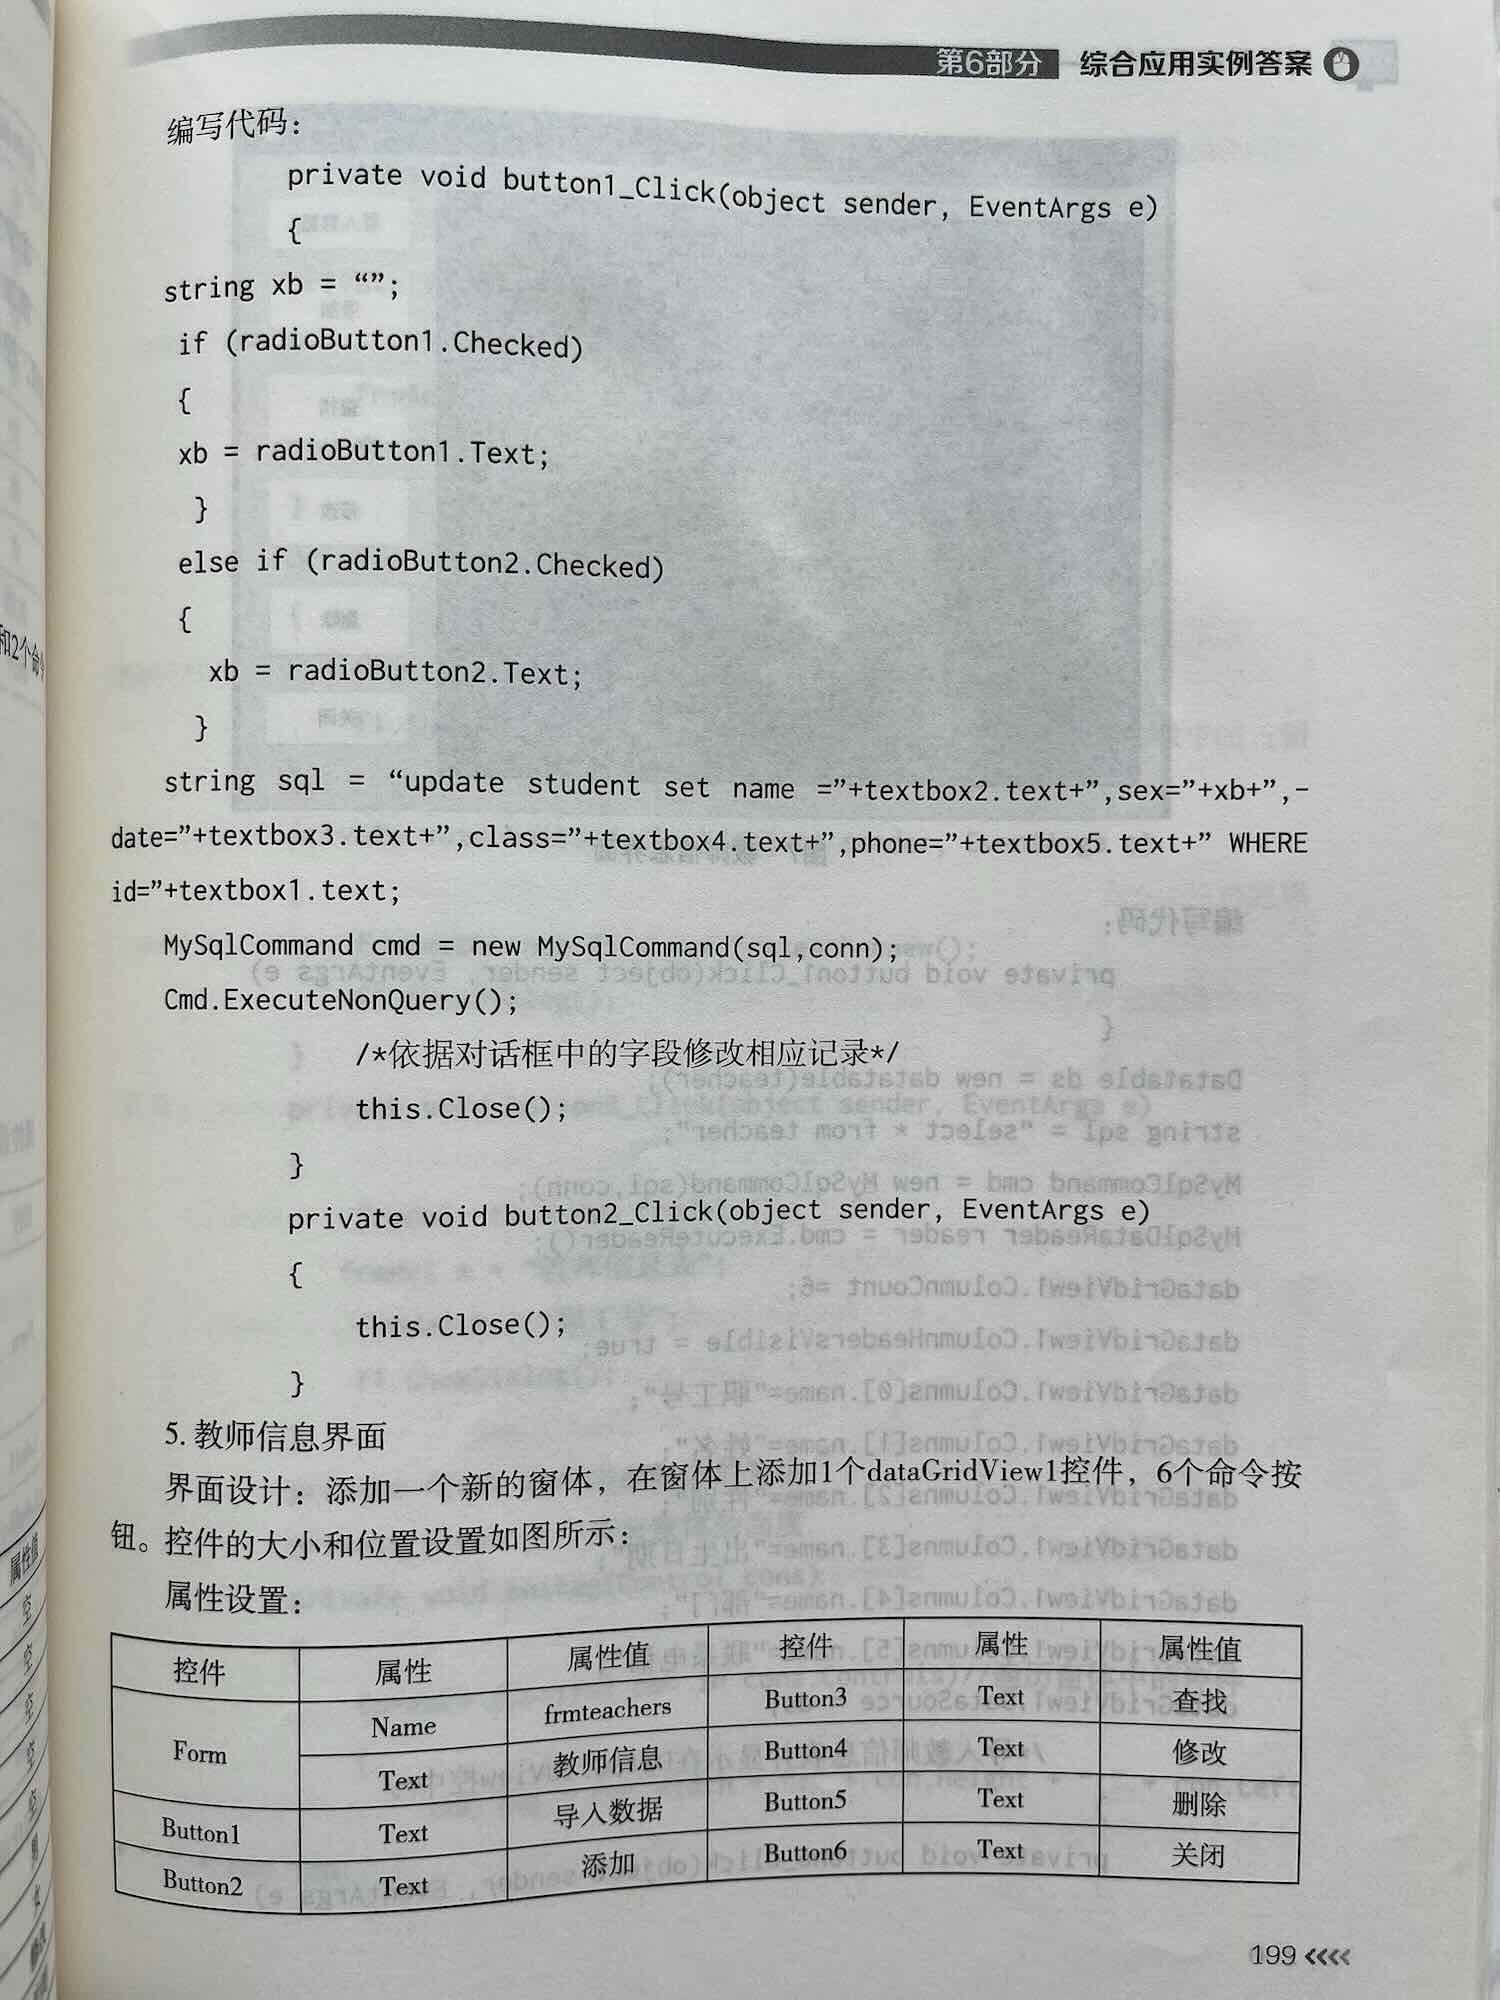 第6部分 综合应用实例答案
编写代码：
private void button1_Click(object sender, EventArgs e)
{
string xb = “”;
if (radioButton1.Checked)
{
xb = radioButton1.Text;
}
else if (radioButton2.Checked)
{
xb = radioButton2.Text;
}
string sql = “update student set name =”+textbox2.text+”,sex=”+xb+”,-
date=”+textbox3.text+”,class=”+textbox4.text+”,phone=”+textbox5.text+” WHERE
id=”+textbox1.text;
MySqlCommand cmd = new MySqlCommand(sql,conn);
Cmd.ExecuteNonQuery();
/*依据对话框中的字段修改相应记录*/
this.Close();
}
private void button2_Click(object sender, EventArgs e)
{
this.Close();
}
5. 教师信息界面
界面设计：添加一个新的窗体，在窗体上添加1个dataGridView1控件，6个命令按
钮。控件的大小和位置设置如图所示：
属性设置：
控件 属性 属性值 控件 属性 属性值
Form Name frmteachers Button3 Text 查找
Text 教师信息 Button4 Text 修改
Button1 Text 导入数据 Button5 Text 删除
Button2 Text 添加 Button6 Text 关闭
199